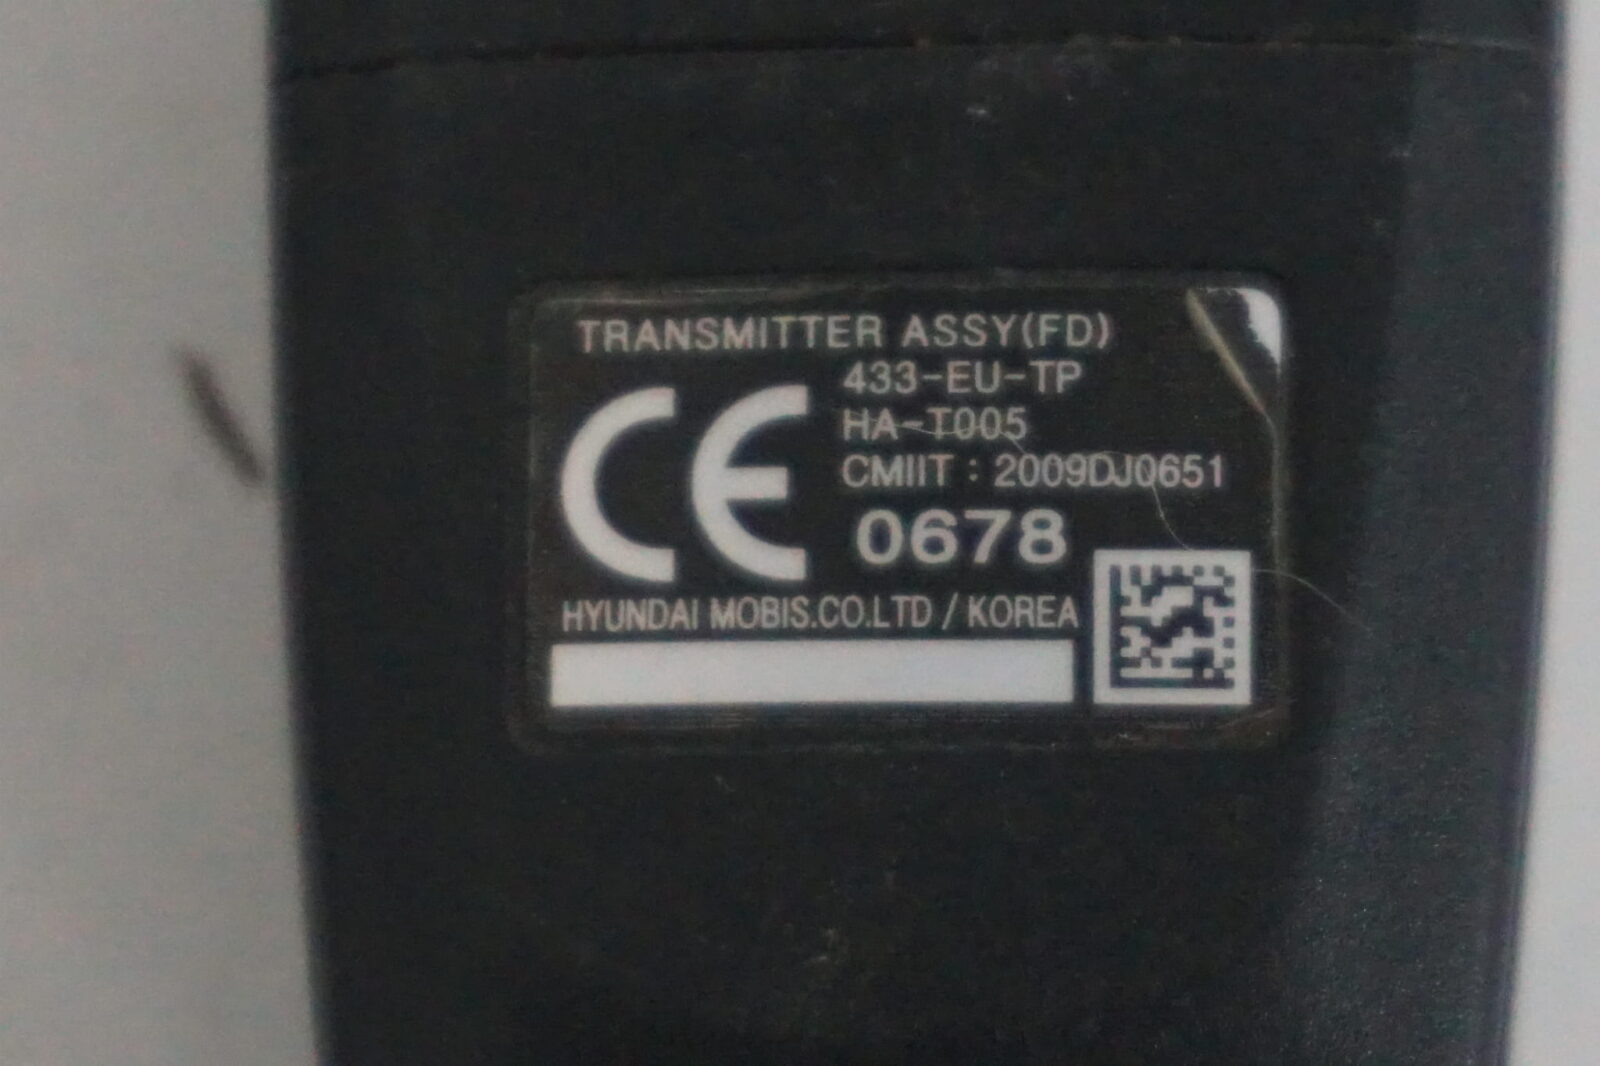 TRANSMITTER ASSY(FD)
433-EU-TP
HA-T005
CMIIT : 2009DJ0651
CE 0678
HYUNDAI MOBIS.CO.LTD / KOREA